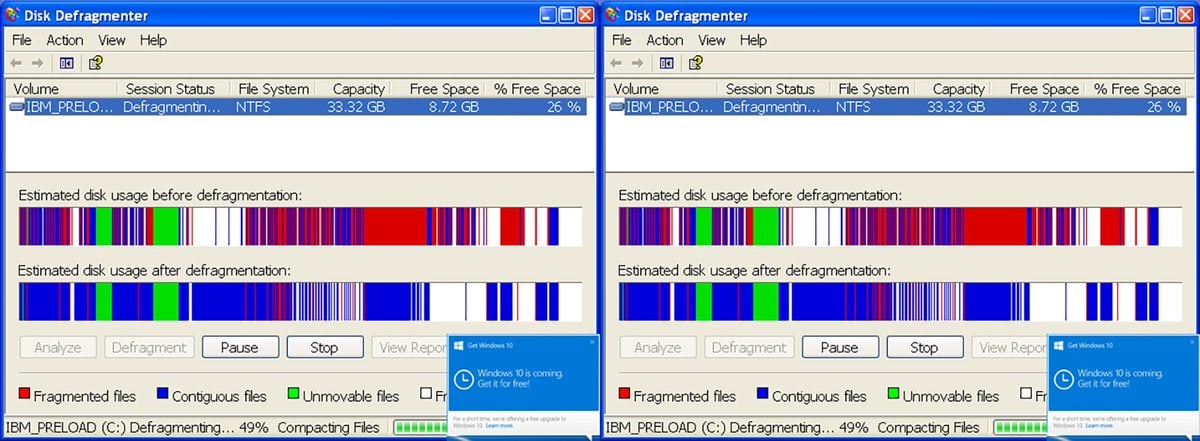 Disk Defragmenter
File Action View Help
Volume Session Status File System Capacity Free Space % Free Space
IBM_PRELO... Defragmentin... NTFS 33.32 GB 8.72 GB 26 %
Estimated disk usage before defragmentation:
Estimated disk usage after defragmentation:
Analyze Defragment Pause Stop View Repor
Get Windows 10
Windows 10 is coming.
Get it for free!
For a short time, we're offering a free upgrade to
Windows 10. Learn more
Fragmented files Contiguous files Unmovable files Fr
IBM_PRELOAD (C:) Defragmenting... 49% Compacting Files
Disk Defragmenter
File Action View Help
Volume Session Status File System Capacity Free Space % Free Space
IBM_PRELO... Defragmentin... NTFS 33.32 GB 8.72 GB 26 %
Estimated disk usage before defragmentation:
Estimated disk usage after defragmentation:
Analyze Defragment Pause Stop View Repor
Get Windows 10
Windows 10 is coming.
Get it for free!
For a short time, we're offering a free upgrade to
Windows 10. Learn more
Fragmented files Contiguous files Unmovable files Fr
IBM_PRELOAD (C:) Defragmenting... 49% Compacting Files